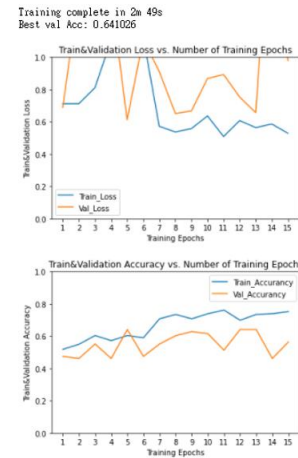 Training complete in 2m 49s
Best val Acc: 0.641026
Train&Validation Loss vs. Number of Training Epochs
1.0
0.8
0.6
0.4
0.2
0.0
Train&Validation Loss
Train_Loss
Val_Loss
1 2 3 4 5 6 7 8 9 10 11 12 13 14 15
Training Epochs
Train&Validation Accuracy vs. Number of Training Epoch
1.0
0.8
0.6
0.4
0.2
0.0
Train&Validation Accuracy
Train_Accurancy
Val_Accurancy
1 2 3 4 5 6 7 8 9 10 11 12 13 14 15
Training Epochs